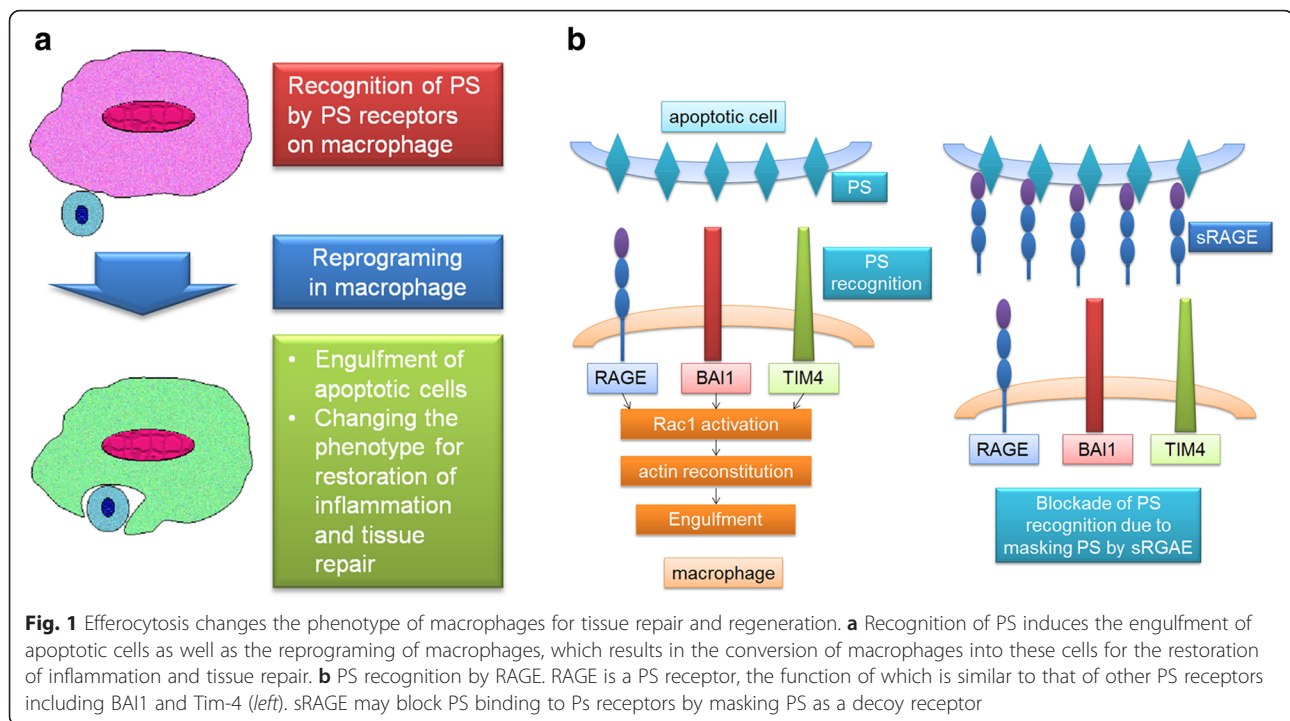 a
Recognition of PS
by PS receptors
on macrophage
Reprograming
in macrophage
• Engulfment of
apoptotic cells
• Changing the
phenotype for
restoration of
inflammation
and tissue
repair
b
apoptotic cell
PS
PS
recognition
RAGE
BAI1
TIM4
Rac1 activation
actin reconstitution
Engulfment
macrophage
sRAGE
RAGE
BAI1
TIM4
Blockade of PS
recognition due to
masking PS by sRGAE
Fig. 1 Efferocytosis changes the phenotype of macrophages for tissue repair and regeneration. a Recognition of PS induces the engulfment of
apoptotic cells as well as the reprograming of macrophages, which results in the conversion of macrophages into these cells for the restoration
of inflammation and tissue repair. b PS recognition by RAGE. RAGE is a PS receptor, the function of which is similar to that of other PS receptors
including BAI1 and Tim-4 (left). sRAGE may block PS binding to Ps receptors by masking PS as a decoy receptor